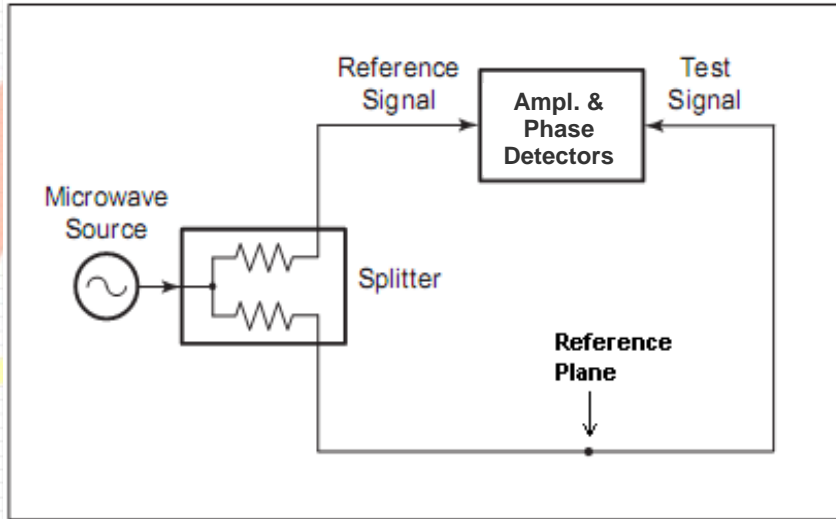 Reference
Signal
Ampl. &
Phase
Detectors
Test
Signal
Microwave
Source
Splitter
Reference
Plane